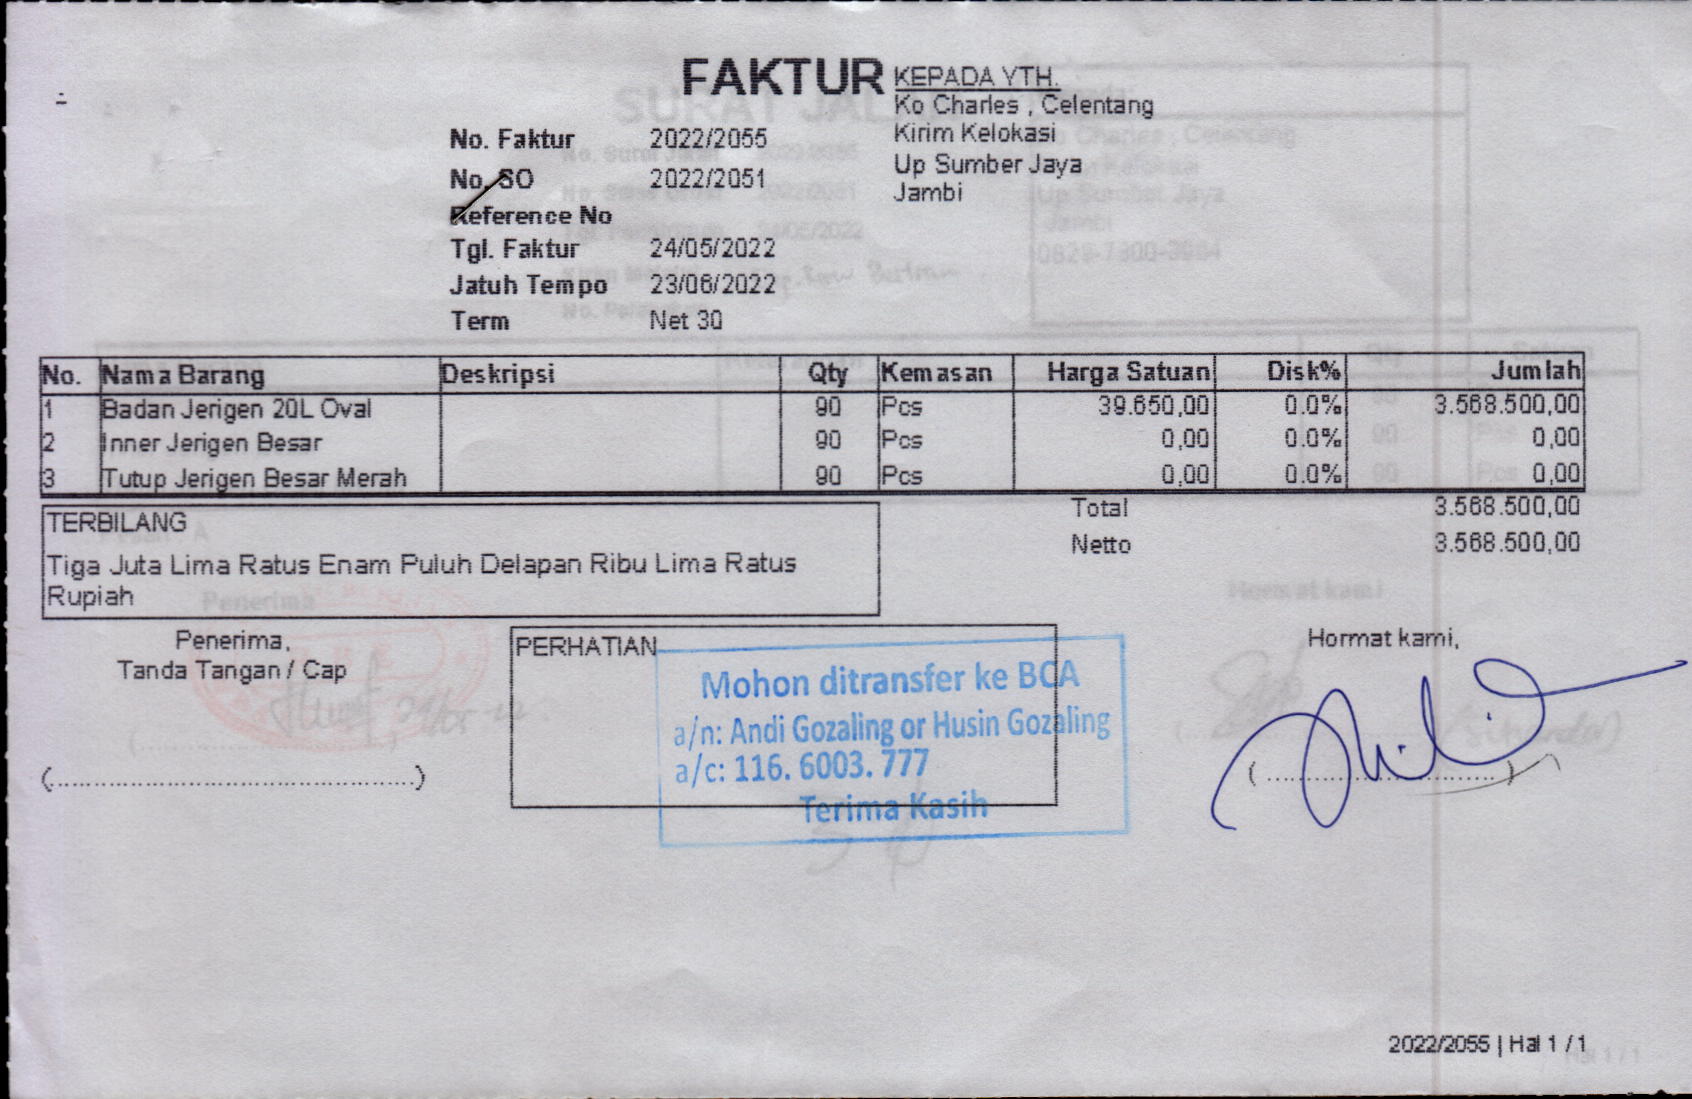 FAKTUR
KEPADA YTH.
Ko Charles , Celentang
Kirim Kelokasi
Up Sumber Jaya
Jambi
No. Faktur 2022/2055
No. SO 2022/2051
Reference No
Tgl. Faktur 24/05/2022
Jatuh Tempo 23/06/2022
Term Net 30
No. Nama Barang Deskripsi Qty Kemasan Harga Satuan Disk% Jumlah
1 Badan Jerigen 20L Oval 90 Pcs 39.650,00 0.0% 3.568.500,00
2 Inner Jerigen Besar 90 Pcs 0,00 0.0% 0,00
3 Tutup Jerigen Besar Merah 90 Pcs 0,00 0.0% 0,00
Total 3.568.500,00
Netto 3.568.500,00
TERBILANG
Tiga Juta Lima Ratus Enam Puluh Delapan Ribu Lima Ratus
Rupiah
Penerima,
Tanda Tangan / Cap
(..........................................)
PERHATIAN
Mohon ditransfer ke BCA
a/n: Andi Gozaling or Husin Gozaling
a/c: 116. 6003. 777
Terima Kasih
Hormat kami,
2022/2055 | Hal 1 / 1